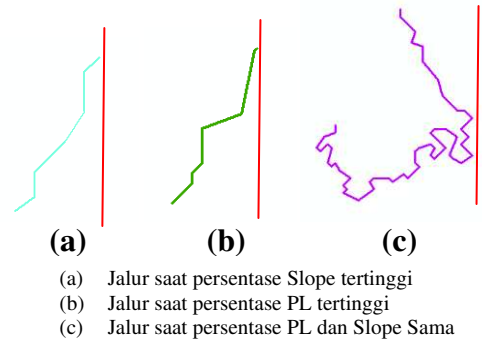 (a) (b) (c)
(a) Jalur saat persentase Slope tertinggi
(b) Jalur saat persentase PL tertinggi
(c) Jalur saat persentase PL dan Slope Sama